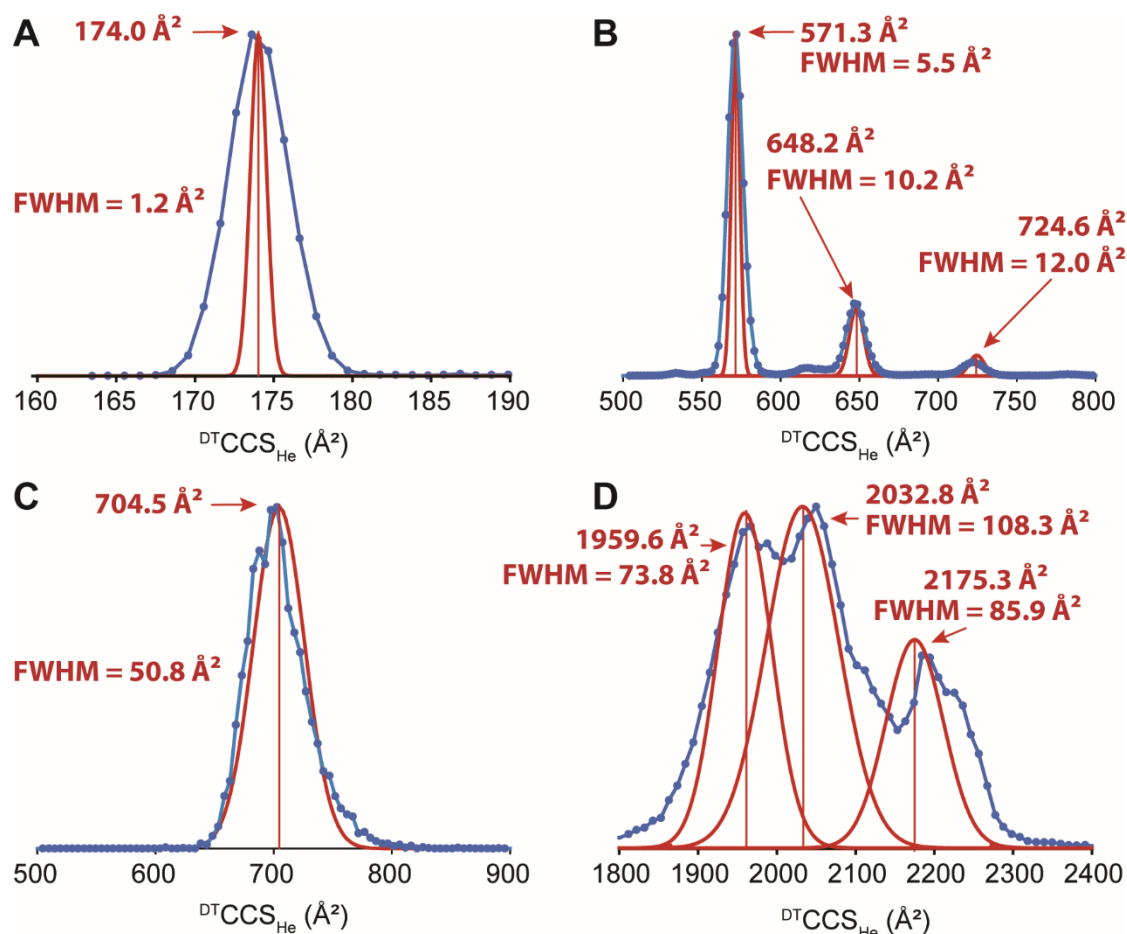 A
174.0 Å²
FWHM = 1.2 Å²
160 170 175 180 185 190
DTCCSHe (Å²)
B
571.3 Å²
FWHM = 5.5 Å²
648.2 Å²
FWHM = 10.2 Å²
724.6 Å²
FWHM = 12.0 Å²
500 550 600 650 700 800
DTCCSHe (Å²)
C
704.5 Å²
FWHM = 50.8 Å²
500 600 700 800 900
DTCCSHe (Å²)
D
1959.6 Å²
FWHM = 73.8 Å²
2032.8 Å²
FWHM = 108.3 Å²
2175.3 Å²
FWHM = 85.9 Å²
1800 1900 2000 2100 2200 2300 2400
DTCCSHe (Å²)